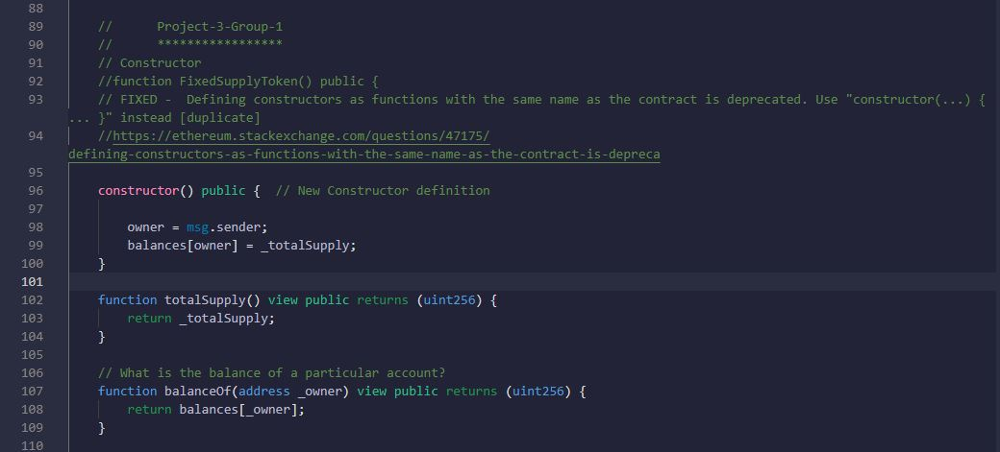 88
89 //      Project-3-Group-1
90 //      *****************
91 // Constructor
92 //function FixedSupplyToken() public {
93 // FIXED -  Defining constructors as functions with the same name as the contract is deprecated. Use "constructor(...) {
... }" instead [duplicate]
94 //https://ethereum.stackexchange.com/questions/47175/
defining-constructors-as-functions-with-the-same-name-as-the-contract-is-depreca
95
96 constructor() public {  // New Constructor definition
97
98     owner = msg.sender;
99     balances[owner] = _totalSupply;
100 }
101
102 function totalSupply() view public returns (uint256) {
103     return _totalSupply;
104 }
105
106 // What is the balance of a particular account?
107 function balanceOf(address _owner) view public returns (uint256) {
108     return balances[_owner];
109 }
110